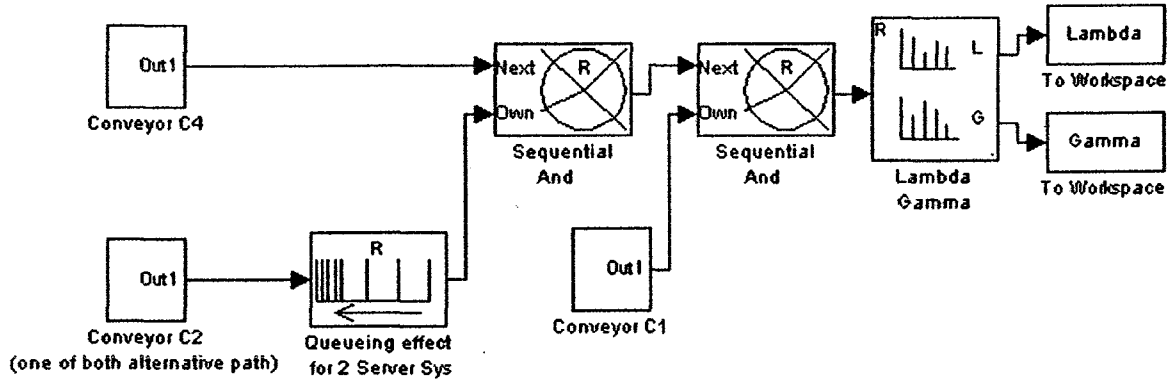 Out1
Conveyor C4
Next
R
Own
Sequential
And
Next
R
Own
Sequential
And
R
L
G
Lambda
Gamma
Lambda
To Workspace
Gamma
To Workspace
Out1
Conveyor C2
(one of both alternative path)
R
Queueing effect
for 2 Server Sys
Out1
Conveyor C1